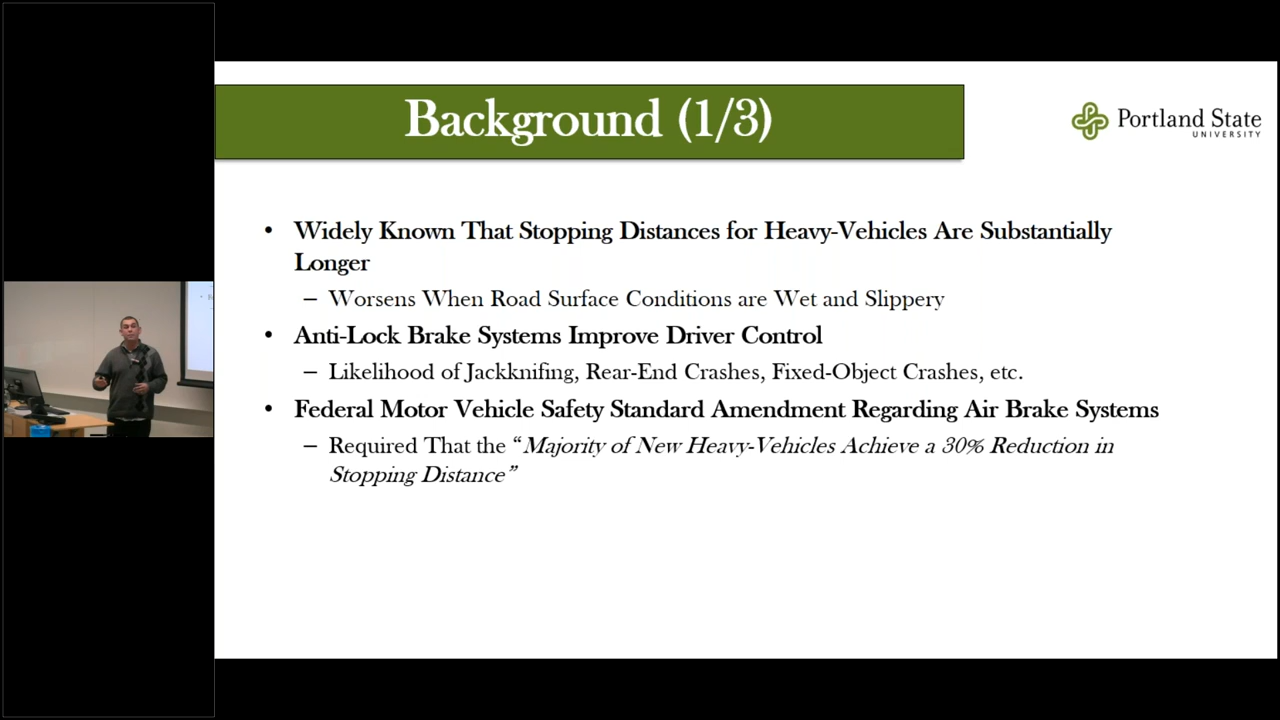 Background (1/3)
Portland State
UNIVERSITY
• Widely Known That Stopping Distances for Heavy-Vehicles Are Substantially
Longer
– Worsens When Road Surface Conditions are Wet and Slippery
• Anti-Lock Brake Systems Improve Driver Control
– Likelihood of Jackknifing, Rear-End Crashes, Fixed-Object Crashes, etc.
• Federal Motor Vehicle Safety Standard Amendment Regarding Air Brake Systems
– Required That the “Majority of New Heavy-Vehicles Achieve a 30% Reduction in
Stopping Distance”